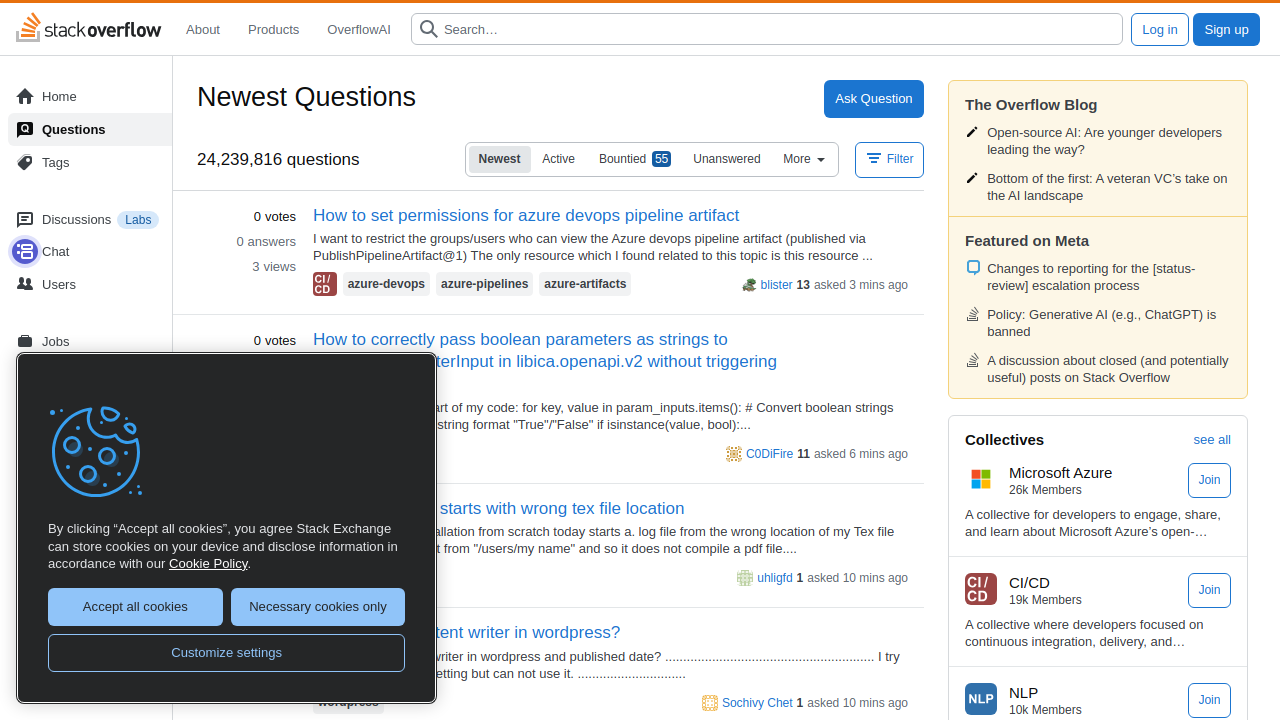 stack overflow
About
Products
OverflowAI
Search…
Log in
Sign up
Home
Questions
Tags
Discussions
Labs
Chat
Users
Jobs
Newest Questions
Ask Question
24,239,816 questions
Newest
Active
Bountied 55
Unanswered
More
Filter
0 votes
0 answers
3 views
How to set permissions for azure devops pipeline artifact
I want to restrict the groups/users who can view the Azure devops pipeline artifact (published via
PublishPipelineArtifact@1) The only resource which I found related to this topic is this resource ...
CI/
CD
azure-devops
azure-pipelines
azure-artifacts
blister 13 asked 3 mins ago
0 votes
How to correctly pass boolean parameters as strings to
terInput in libica.openapi.v2 without triggering
art of my code: for key, value in param_inputs.items(): # Convert boolean strings
string format "True"/"False" if isinstance(value, bool):...
C0DiFire 11 asked 6 mins ago
starts with wrong tex file location
allation from scratch today starts a. log file from the wrong location of my Tex file
t from "/users/my name" and so it does not compile a pdf file....
uhligfd 1 asked 10 mins ago
tent writer in wordpress?
writer in wordpress and published date? .......................................................... I try
etting but can not use it. ..............................
wordpress
Sochivy Chet 1 asked 10 mins ago
By clicking “Accept all cookies”, you agree Stack Exchange
can store cookies on your device and disclose information in
accordance with our Cookie Policy.
Accept all cookies
Necessary cookies only
Customize settings
The Overflow Blog
Open-source AI: Are younger developers
leading the way?
Bottom of the first: A veteran VC’s take on
the AI landscape
Featured on Meta
Changes to reporting for the [status-
review] escalation process
Policy: Generative AI (e.g., ChatGPT) is
banned
A discussion about closed (and potentially
useful) posts on Stack Overflow
Collectives
see all
Microsoft Azure
26k Members
Join
A collective for developers to engage, share,
and learn about Microsoft Azure’s open-…
CI/
CD
CI/CD
19k Members
Join
A collective where developers focused on
continuous integration, delivery, and…
NLP
NLP
10k Members
Join